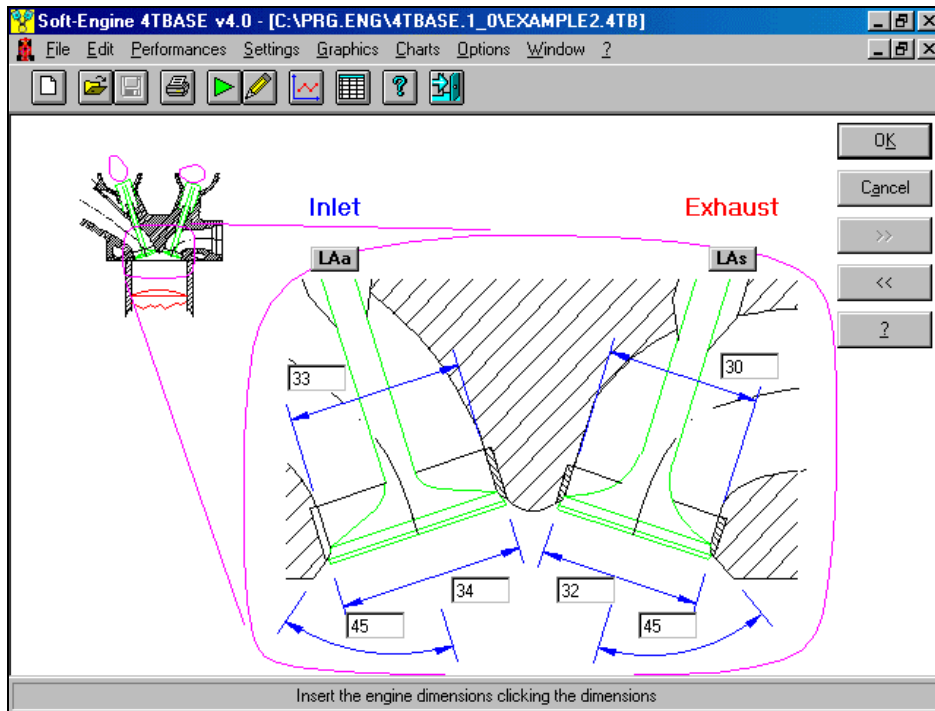 Soft-Engine 4TBASE v4.0 - [C:\PRG.ENG\4TBASE.1_0\EXAMPLE2.4TB]
File Edit Performances Settings Graphics Charts Options Window ?
OK
Cancel
>>
<<
?
Inlet
Exhaust
LAa
LAs
33
30
34
32
45
45
Insert the engine dimensions clicking the dimensions